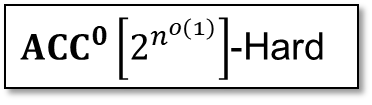 𝐀𝐂𝐂⁰ [2^{n^{o(1)}}]-Hard